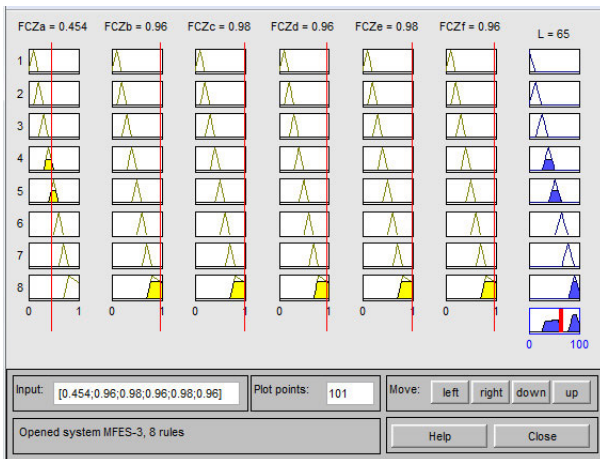 FCZa = 0.454 FCZb = 0.96 FCZc = 0.98 FCZd = 0.96 FCZe = 0.98 FCZf = 0.96 L = 65
1
2
3
4
5
6
7
8
0 1 0 1 0 1 0 1 0 1 0 1
0 100
Input: [0.454;0.96;0.98;0.96;0.98;0.96] Plot points: 101 Move: left right down up
Opened system MFES-3, 8 rules Help Close